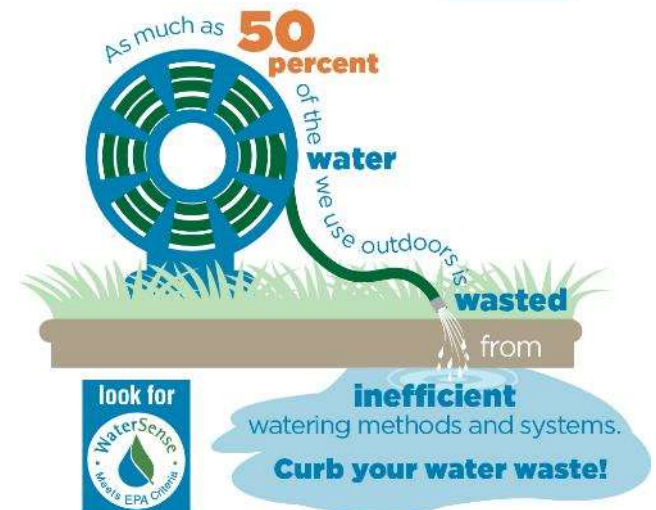 As much as 50
percent
of the
water
we use outdoors is
wasted
from
inefficient
watering methods and systems.
Curb your water waste!
look for
WaterSense
Meets EPA Criteria